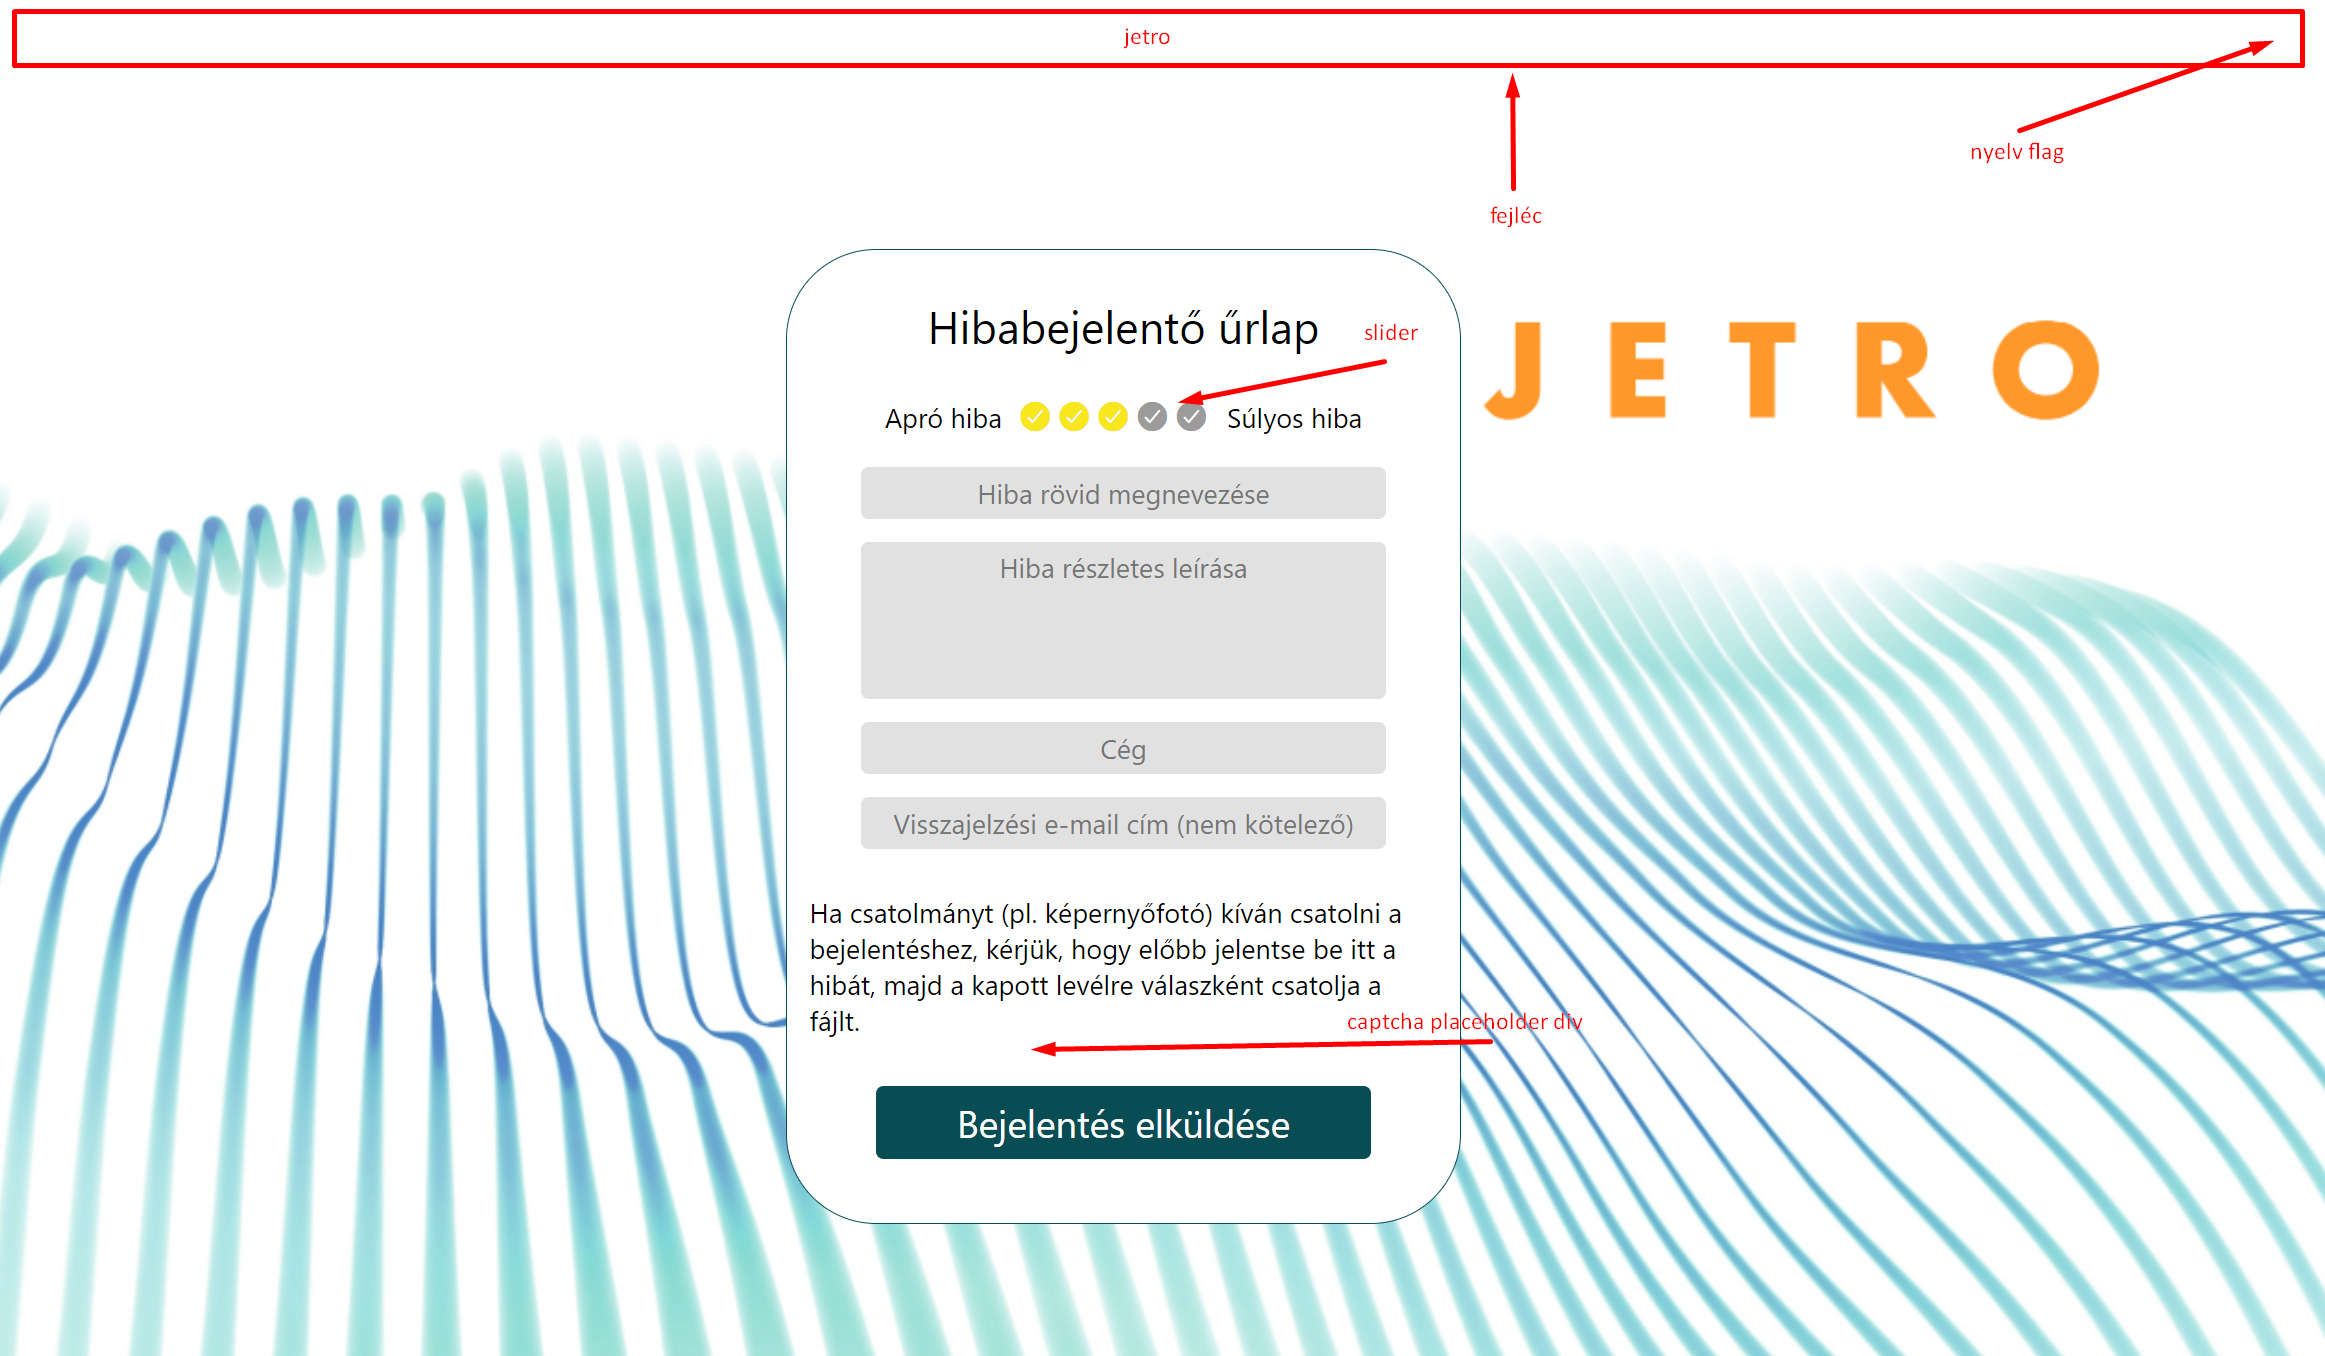 jetro
nyelv flag
fejléc
Hibabejelentő űrlap
slider
JETRO
Apró hiba
Súlyos hiba
Hiba rövid megnevezése
Hiba részletes leírása
Cég
Visszajelzési e-mail cím (nem kötelező)
Ha csatolmányt (pl. képernyőfotó) kíván csatolni a
bejelentéshez, kérjük, hogy előbb jelentse be itt a
hibát, majd a kapott levélre válaszként csatolja a
fájlt.
captcha placeholder div
Bejelentés elküldése